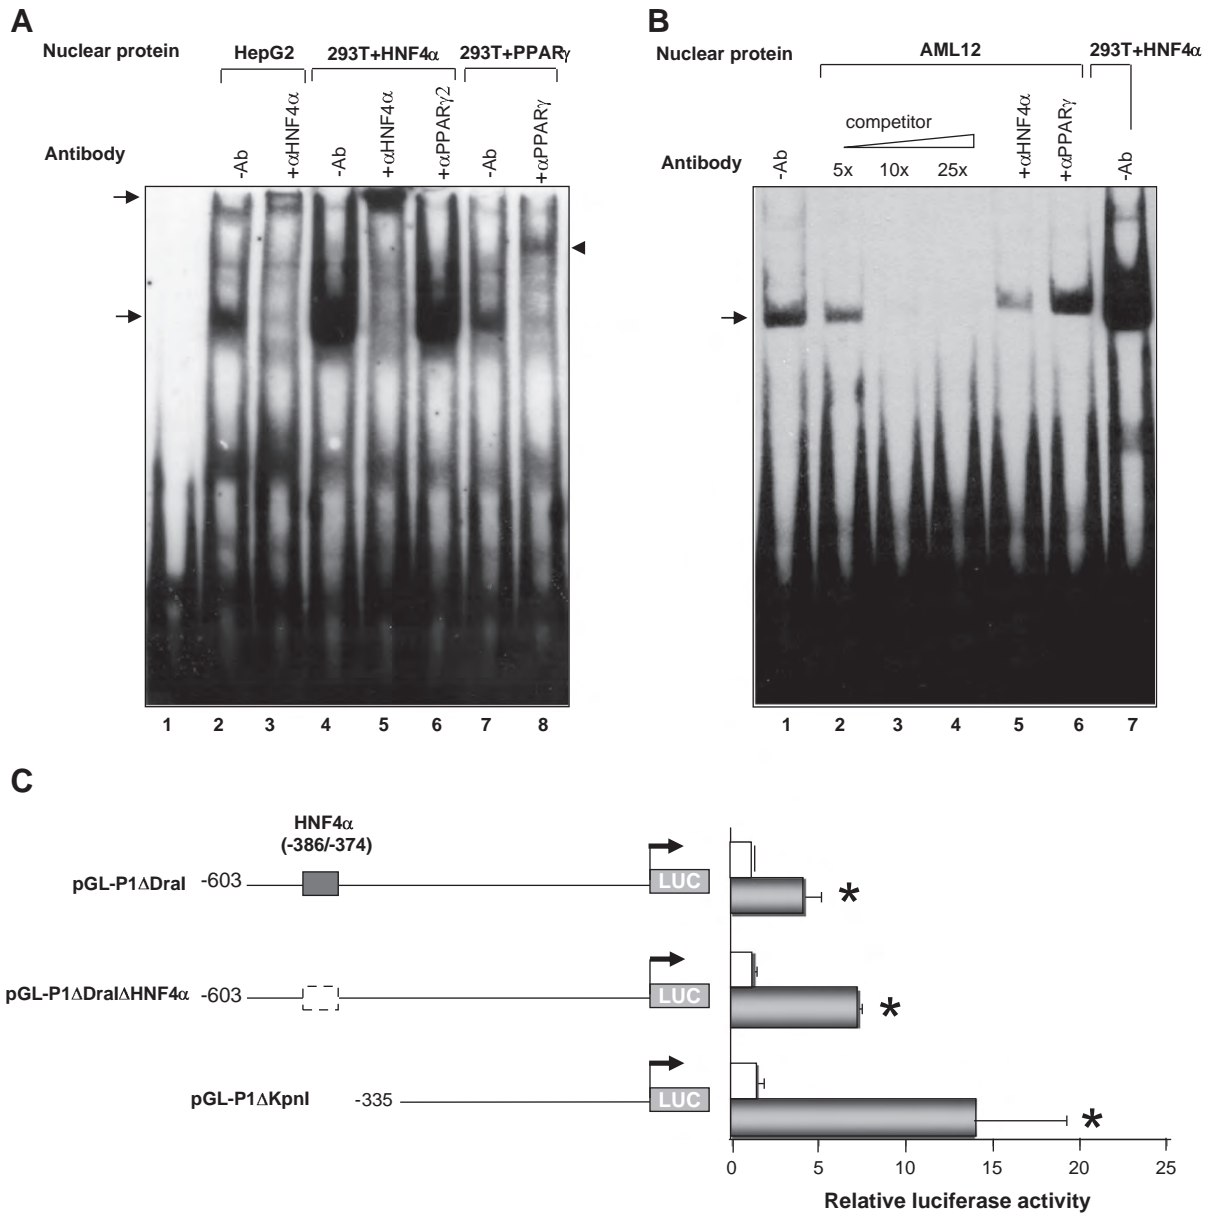 A
Nuclear protein
HepG2
293T+HNF4α
293T+PPARγ
Antibody
-Ab
+αHNF4α
-Ab
+αHNF4α
+αPPARγ2
-Ab
+αPPARγ
1 2 3 4 5 6 7 8
B
Nuclear protein
AML12
293T+HNF4α
competitor
Antibody
-Ab
5x
10x
25x
+αHNF4α
+αPPARγ
-Ab
1 2 3 4 5 6 7
C
HNF4α
(-386/-374)
pGL-P1ΔDraI -603
LUC
*
pGL-P1ΔDraIΔHNF4α -603
LUC
*
pGL-P1ΔKpnI -335
LUC
*
0 5 10 15 20 25
Relative luciferase activity